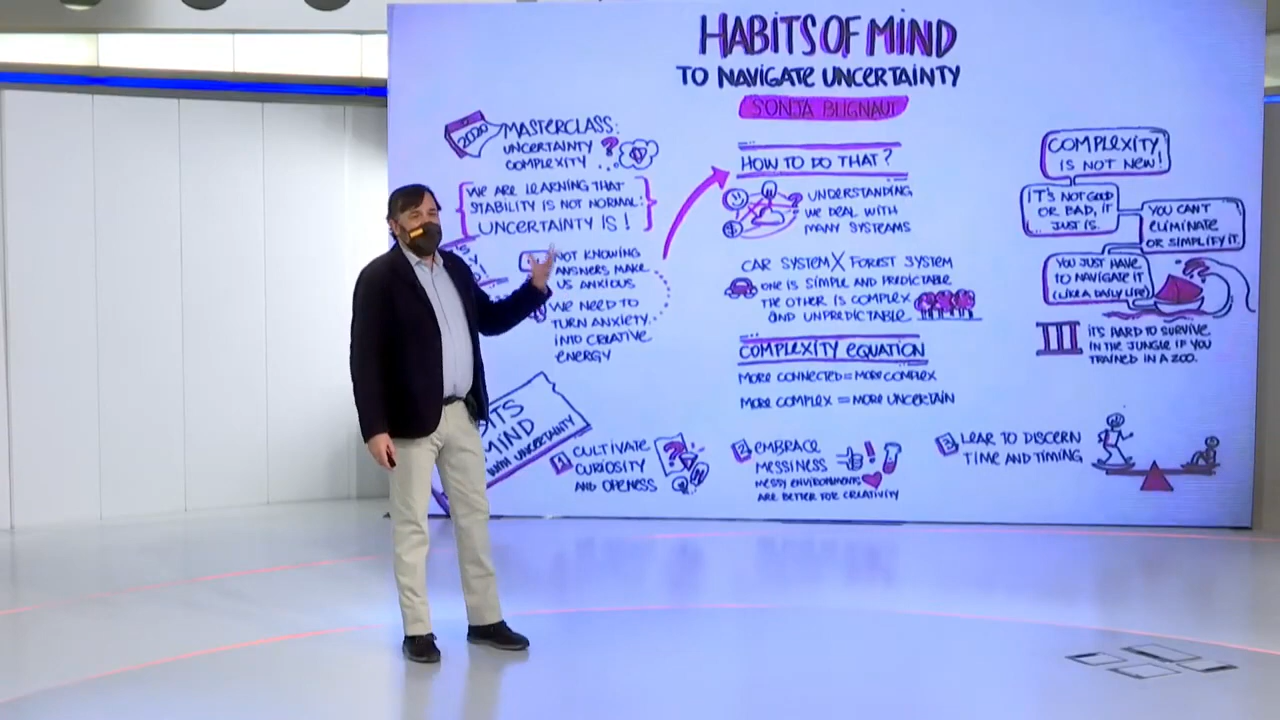 HABITS OF MIND
TO NAVIGATE UNCERTAINTY
SONJA BLIGNAUT
2020
MASTERCLASS:
UNCERTAINTY
COMPLEXITY
WE ARE LEARNING THAT
STABILITY IS NOT NORMAL:
UNCERTAINTY IS!
NOT KNOWING
ANSWERS MAKE
US ANXIOUS
WE NEED TO
TURN ANXIETY
INTO CREATIVE
ENERGY
ITS
MIND
WITH UNCERTAINTY
1 CULTIVATE
CURIOSITY
AND OPENESS
HOW TO DO THAT?
UNDERSTANDING
WE DEAL WITH
MANY SYSTEAMS
CAR SYSTEM X FOREST SYSTEM
ONE IS SIMPLE AND PREDICTABLE
THE OTHER IS COMPLEX
AND UNPREDICTABLE
COMPLEXITY EQUATION
MORE CONNECTED = MORE COMPLEX
MORE COMPLEX = MORE UNCERTAIN
2 EMBRACE
MESSINESS
MESSY ENVIRONMENTS
ARE BETTER FOR CREATIVITY
COMPLEXITY
IS NOT NEW!
IT'S NOT GOOD
OR BAD, IT
JUST IS.
YOU CAN'T
ELIMINATE
OR SIMPLIFY IT.
YOU JUST HAVE
TO NAVIGATE IT
(LIKE A DAILY LIFE)
IT'S HARD TO SURVIVE
IN THE JUNGLE IF YOU
TRAINED IN A ZOO.
3 LEAR TO DISCERN
TIME AND TIMING